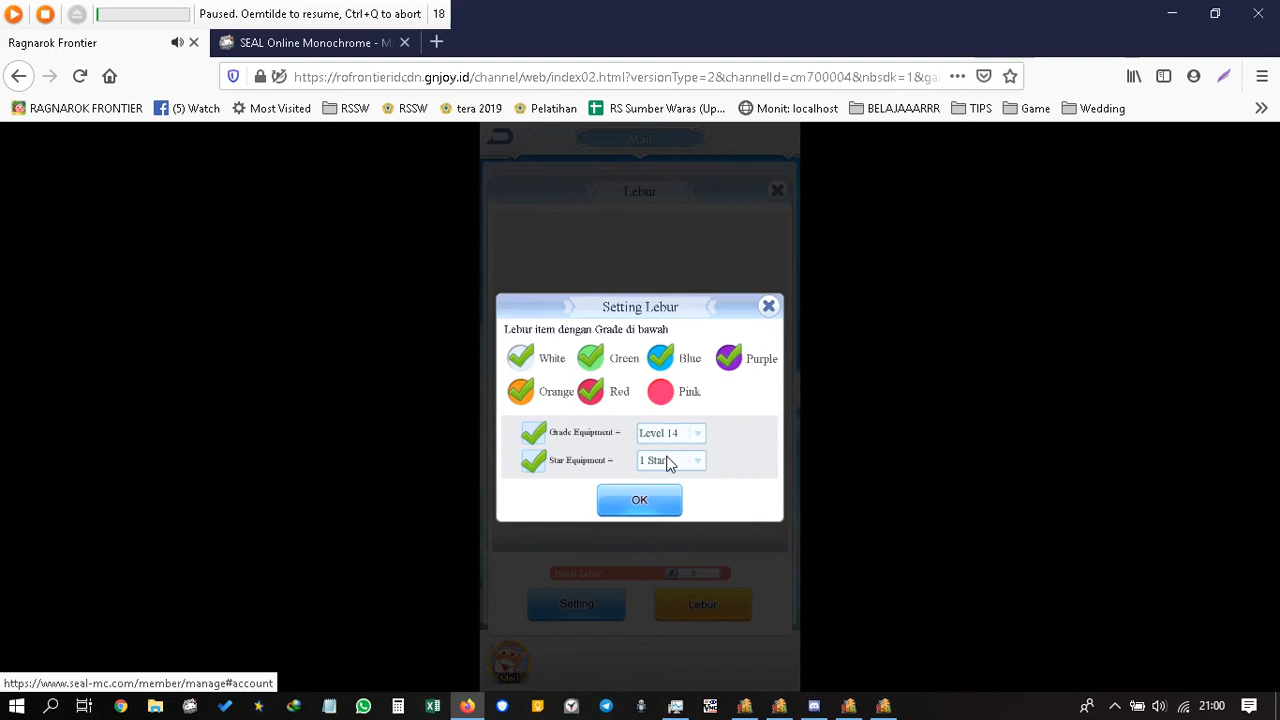 Paused. Oemtilde to resume, Ctrl+Q to abort 18
Ragnarok Frontier
SEAL Online Monochrome - M
https://rofrontieridcdn.gnjoy.id/channel/web/index02.html?versionType=2&channelId=cm700004&nbsdk=1&g
RAGNAROK FRONTIER (5) Watch Most Visited RSSW RSSW tera 2019 Pelatihan RS Sumber Waras (Up... Monit: localhost BELAJAAARRR TIPS Game Wedding
Mail
Lebur
Setting Lebur
Lebur item dengan Grade di bawah
White Green Blue Purple
Orange Red Pink
Grade Equipment – Level 14
Star Equipment – 1 Star
OK
Hasil Lebur
Setting Lebur
Mail
https://www.seal-mc.com/member/manage#account
21:00